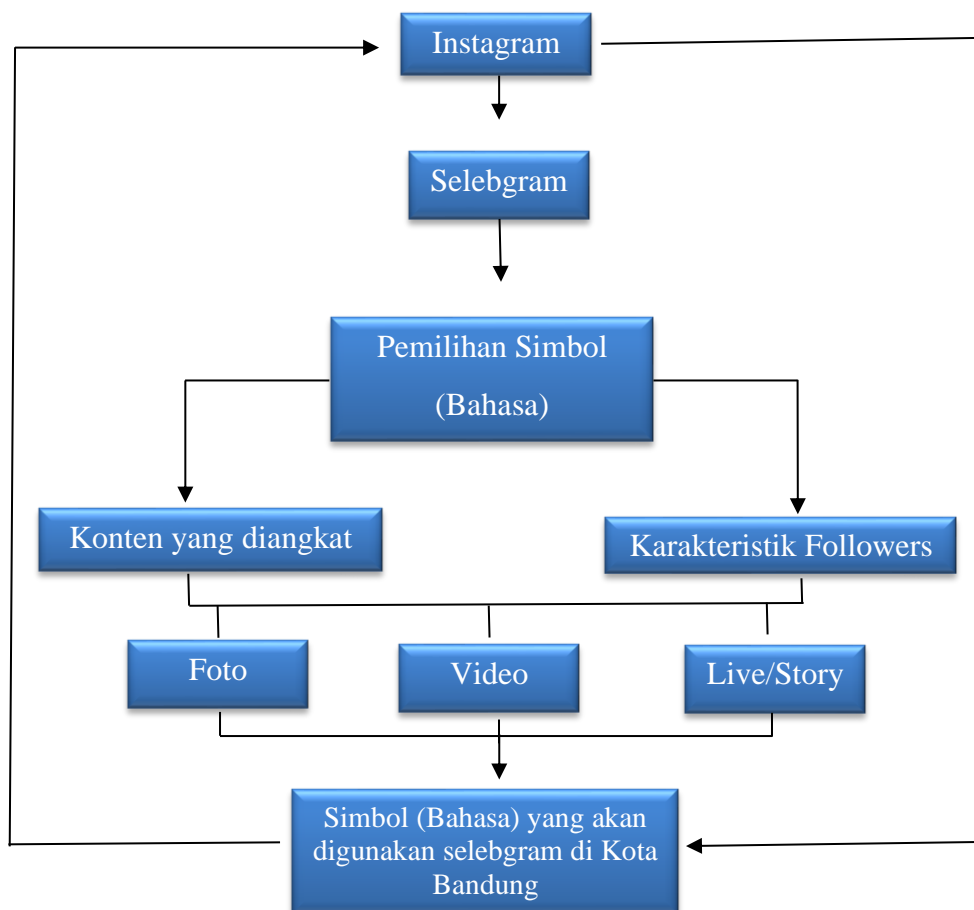 Instagram
Selebgram
Pemilihan Simbol
(Bahasa)
Konten yang diangkat
Karakteristik Followers
Foto
Video
Live/Story
Simbol (Bahasa) yang akan
digunakan selebgram di Kota
Bandung